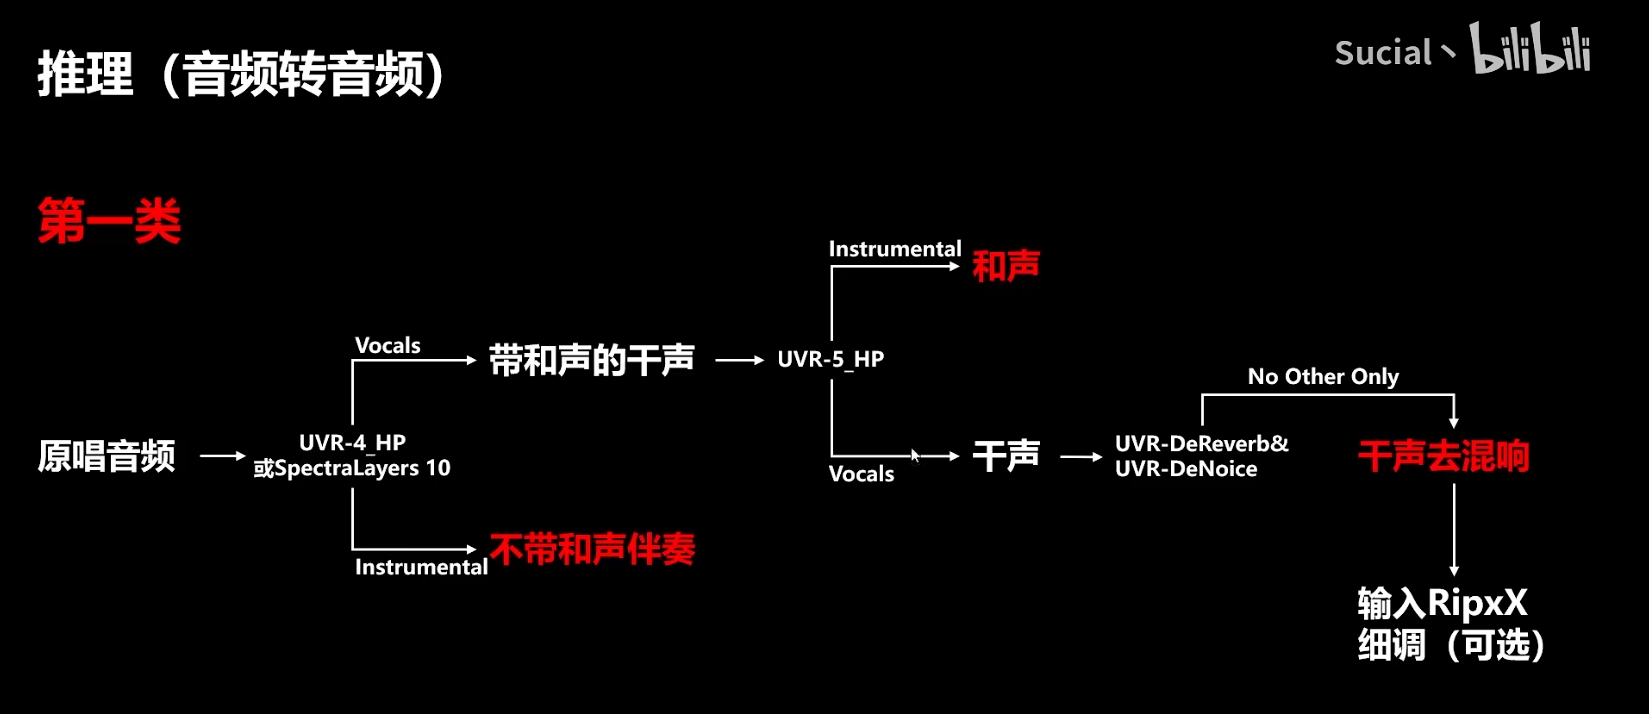 推理（音频转音频）
Sucial丶 bilibili
第一类
Instrumental
和声
Vocals
带和声的干声
UVR-5_HP
No Other Only
原唱音频
UVR-4_HP
或SpectraLayers 10
Vocals
干声
UVR-DeReverb&
UVR-DeNoice
干声去混响
Instrumental
不带和声伴奏
输入RipxX
细调（可选）